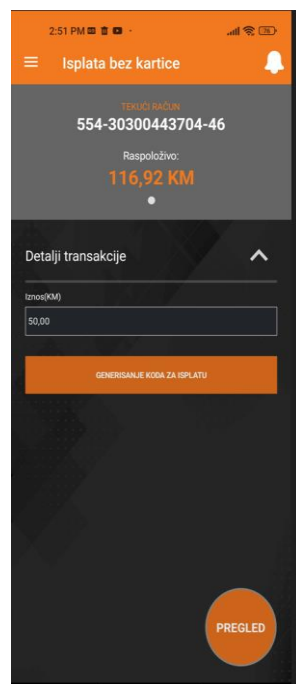 2:51 PM
Isplata bez kartice
TEKUĆI RAČUN
554-30300443704-46
Raspoloživo:
116,92 KM
Detalji transakcije
Iznos(KM)
50,00
GENERISANJE KODA ZA ISPLATU
PREGLED